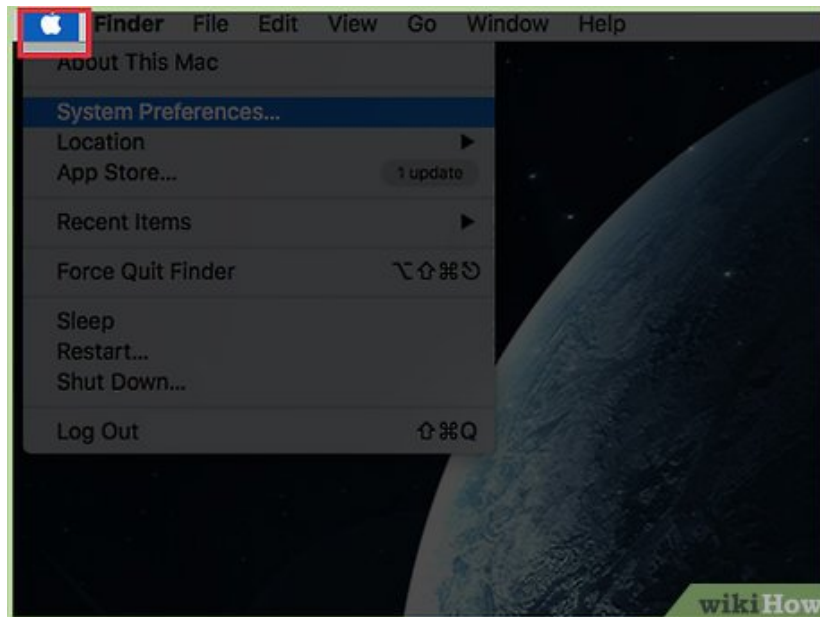 Finder File Edit View Go Window Help
About This Mac
System Preferences...
Location
App Store... 1 update
Recent Items
Force Quit Finder ⌥⇧⌘⎋
Sleep
Restart...
Shut Down...
Log Out ⇧⌘Q
wikiHow